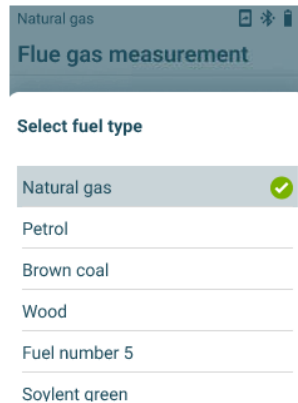 Natural gas
Flue gas measurement
Select fuel type
Natural gas
Petrol
Brown coal
Wood
Fuel number 5
Soylent green